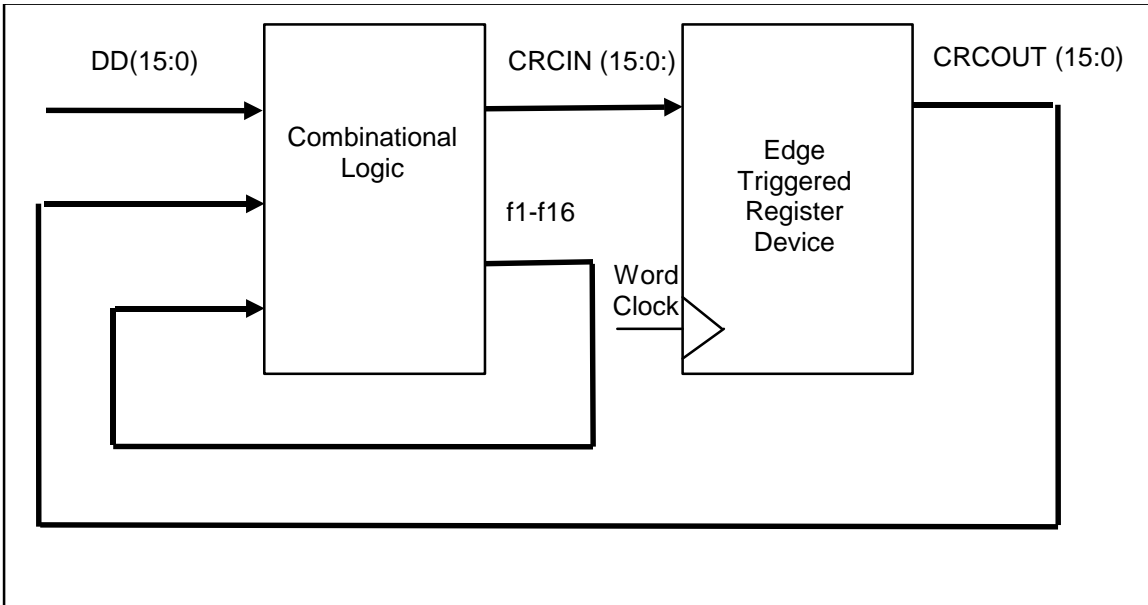 DD(15:0)
CRCIN (15:0:)
CRCOUT (15:0)
Combinational
Logic
Edge
Triggered
Register
Device
f1-f16
Word
Clock